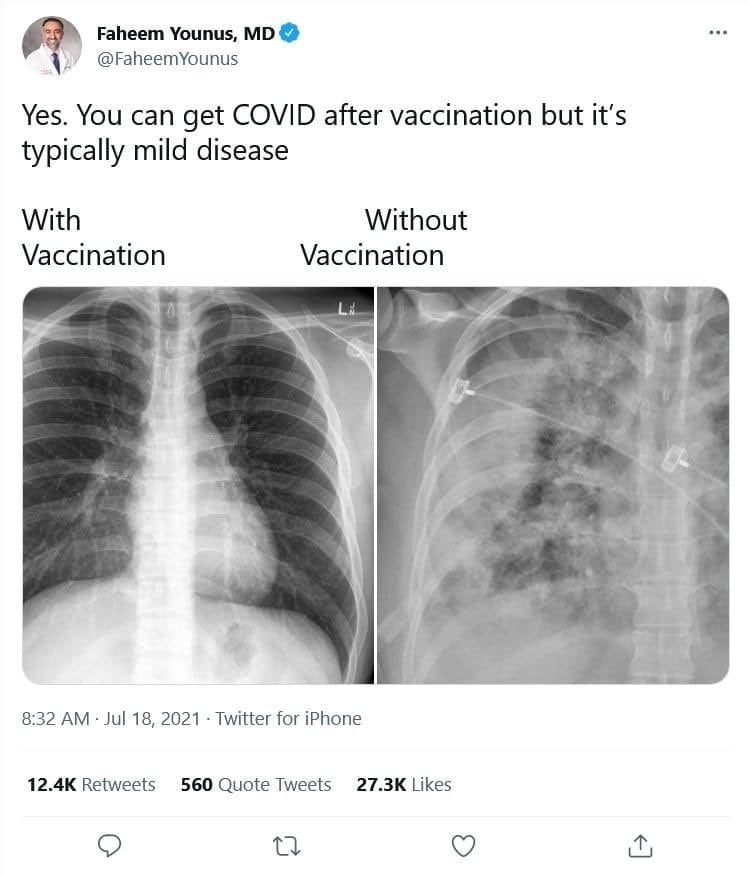 Faheem Younus, MD
@FaheemYounus
Yes. You can get COVID after vaccination but it's
typically mild disease
With Without
Vaccination Vaccination
8:32 AM · Jul 18, 2021 · Twitter for iPhone
12.4K Retweets 560 Quote Tweets 27.3K Likes